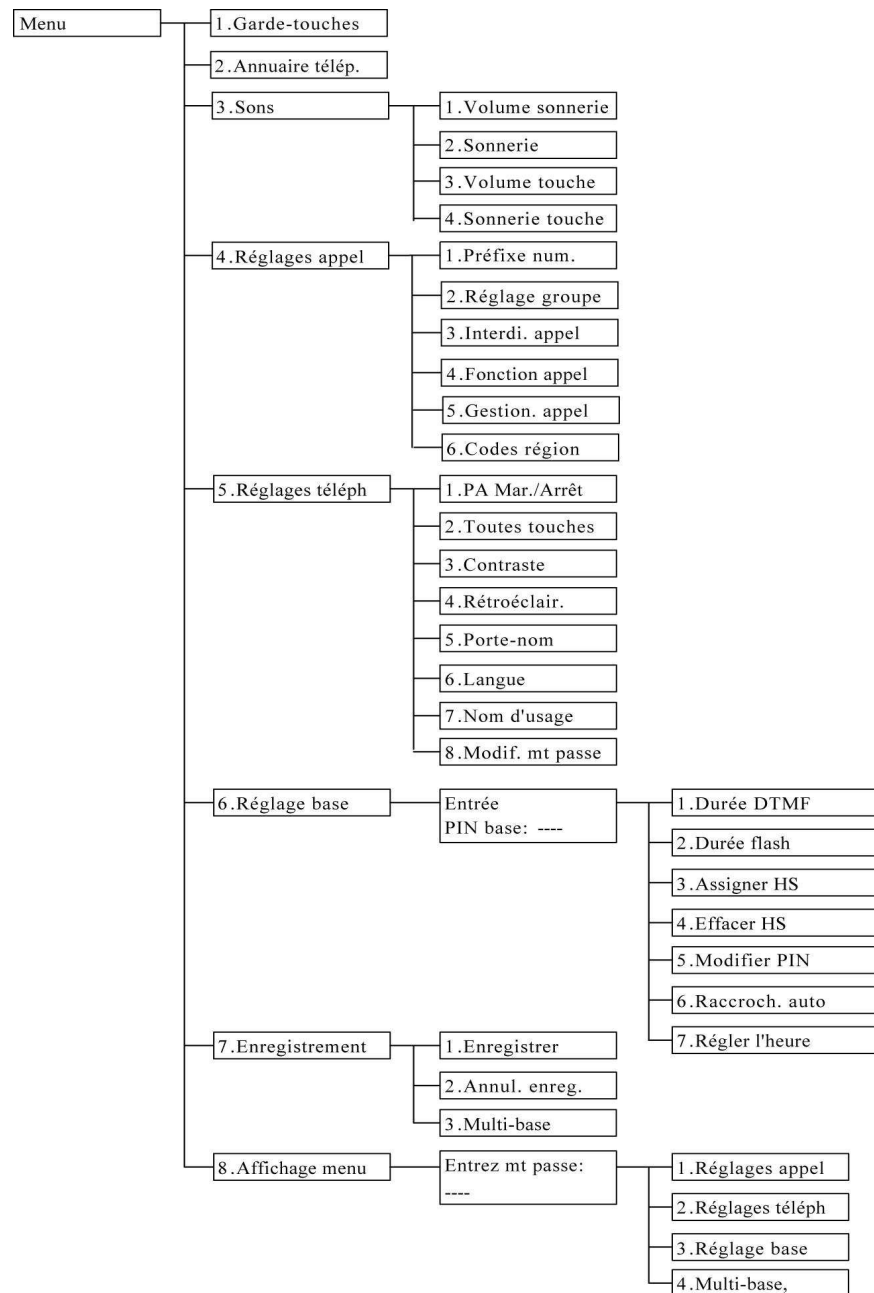 Menu
1.Garde-touches
2.Annuaire télép.
3.Sons
1.Volume sonnerie
2.Sonnerie
3.Volume touche
4.Sonnerie touche
4.Réglages appel
1.Préfixe num.
2.Réglage groupe
3.Interdi. appel
4.Fonction appel
5.Gestion. appel
6.Codes région
5.Réglages téléph
1.PA Mar./Arrêt
2.Toutes touches
3.Contraste
4.Rétroéclair.
5.Porte-nom
6.Langue
7.Nom d'usage
8.Modif. mt passe
6.Réglage base
Entrée
PIN base: ----
1.Durée DTMF
2.Durée flash
3.Assigner HS
4.Effacer HS
5.Modifier PIN
6.Raccroch. auto
7.Régler l'heure
7.Enregistrement
1.Enregistrer
2.Annul. enreg.
3.Multi-base
8.Affichage menu
Entrez mt passe:
----
1.Réglages appel
2.Réglages téléph
3.Réglage base
4.Multi-base,